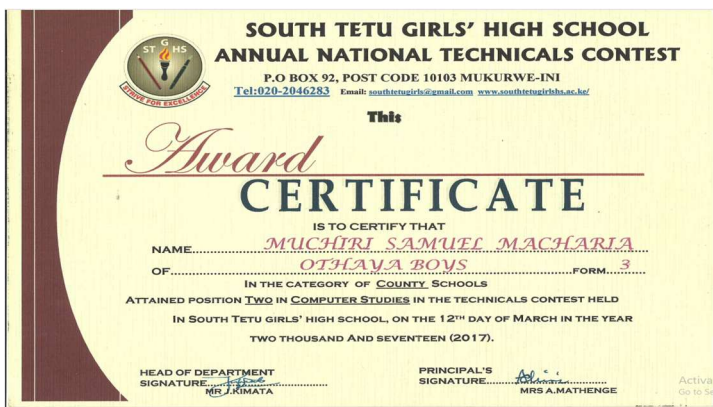 SOUTH TETU GIRLS' HIGH SCHOOL
ANNUAL NATIONAL TECHNICALS CONTEST
ST G HS
STRIVE FOR EXCELLENCE
P.O BOX 92, POST CODE 10103 MUKURWE-INI
Tel:020-2046283 Email: southtetugirls@gmail.com www.southtetugirlshs.ac.ke/
This
Award
CERTIFICATE
IS TO CERTIFY THAT
NAME MUCHIRI SAMUEL MACHARIA
OF OTHAYA BOYS FORM 3
IN THE CATEGORY OF COUNTY SCHOOLS
ATTAINED POSITION TWO IN COMPUTER STUDIES IN THE TECHNICALS CONTEST HELD
IN SOUTH TETU GIRLS' HIGH SCHOOL, ON THE 12TH DAY OF MARCH IN THE YEAR
TWO THOUSAND AND SEVENTEEN (2017).
HEAD OF DEPARTMENT
SIGNATURE
MR J.KIMATA
PRINCIPAL'S
SIGNATURE
MRS A.MATHENGE
Activa
Go to Se